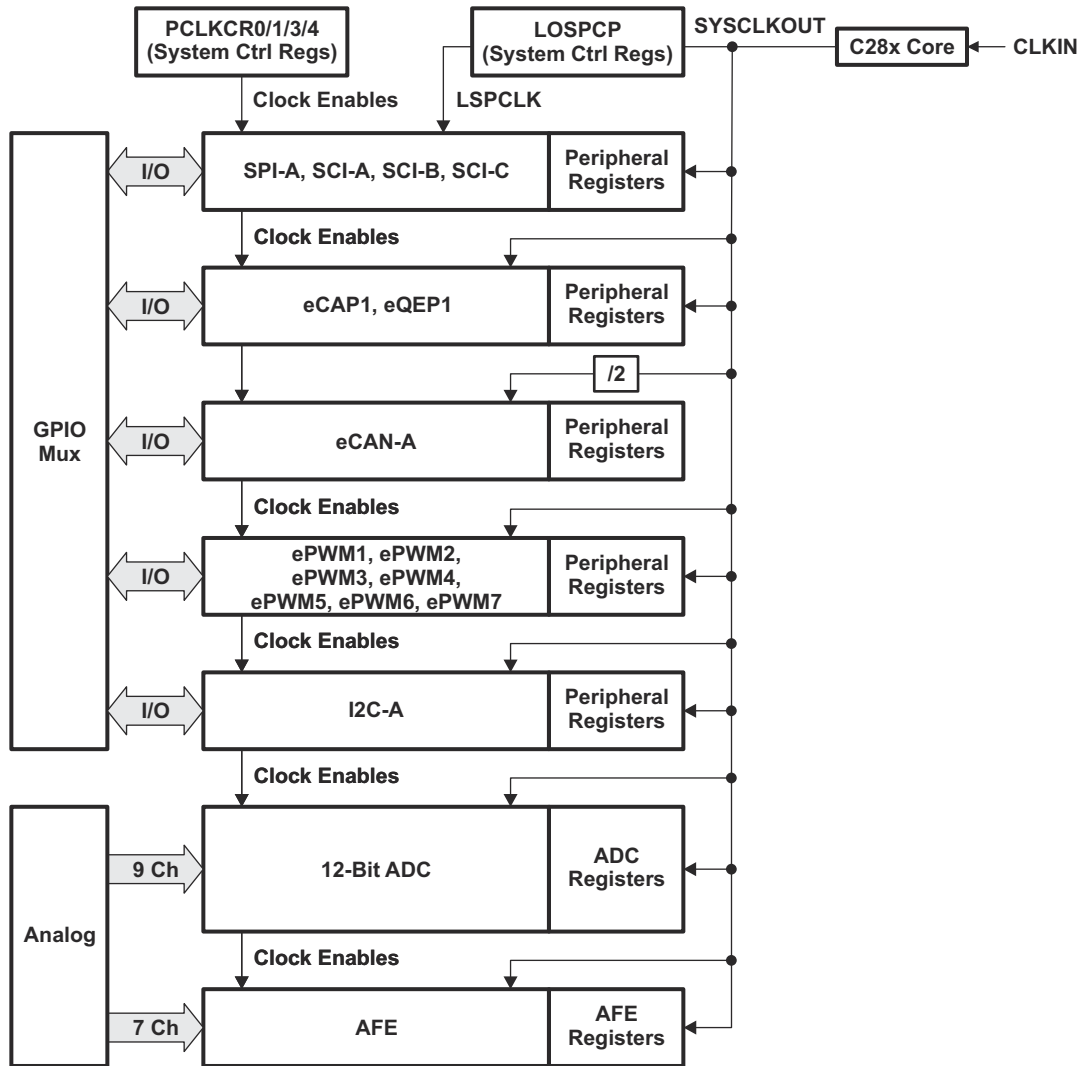 PCLKCR0/1/3/4
(System Ctrl Regs)
LOSPCP
(System Ctrl Regs)
SYSCLKOUT
C28x Core
CLKIN
Clock Enables
LSPCLK
I/O
SPI-A, SCI-A, SCI-B, SCI-C
Peripheral
Registers
Clock Enables
I/O
eCAP1, eQEP1
Peripheral
Registers
/2
GPIO
Mux
I/O
eCAN-A
Peripheral
Registers
Clock Enables
I/O
ePWM1, ePWM2,
ePWM3, ePWM4,
ePWM5, ePWM6, ePWM7
Peripheral
Registers
Clock Enables
I/O
I2C-A
Peripheral
Registers
Clock Enables
Analog
9 Ch
12-Bit ADC
ADC
Registers
Clock Enables
7 Ch
AFE
AFE
Registers